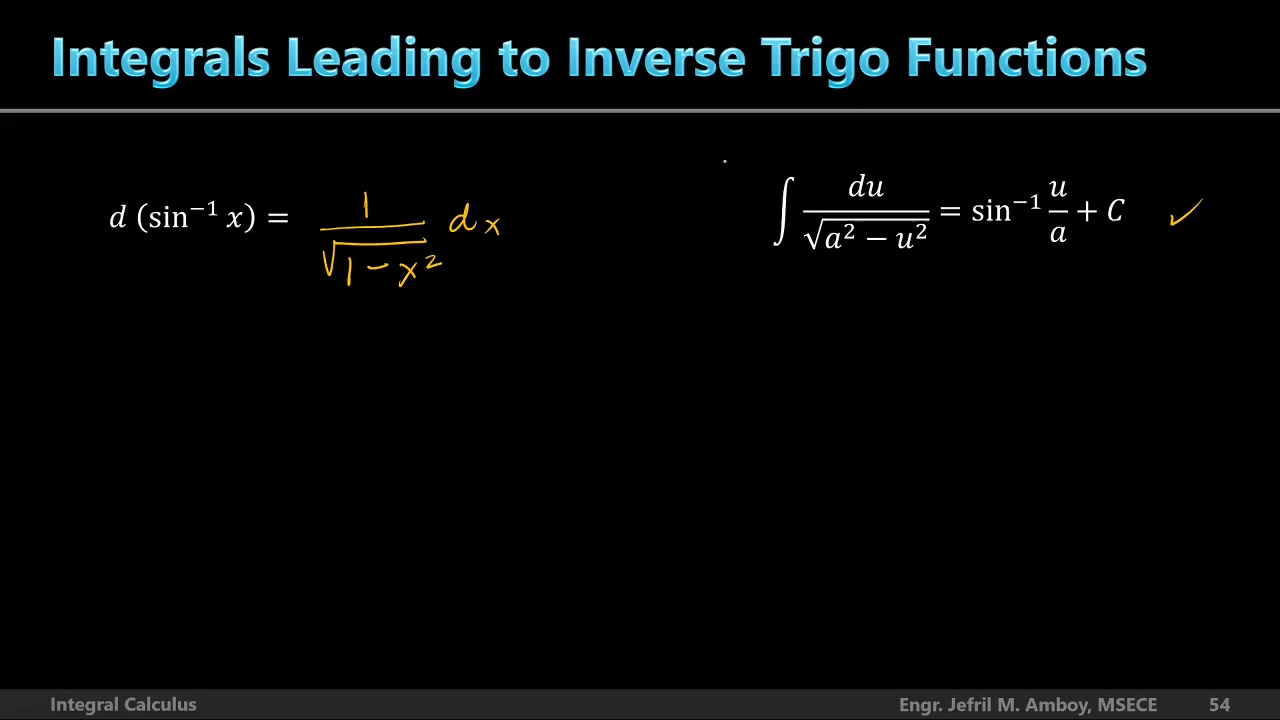 Integrals Leading to Inverse Trigo Functions
d (sin⁻¹ x) = 1/√(1 − x²) dx
∫ du/√(a² − u²) = sin⁻¹ u/a + C ✓
Integral Calculus
Engr. Jefril M. Amboy, MSECE 54